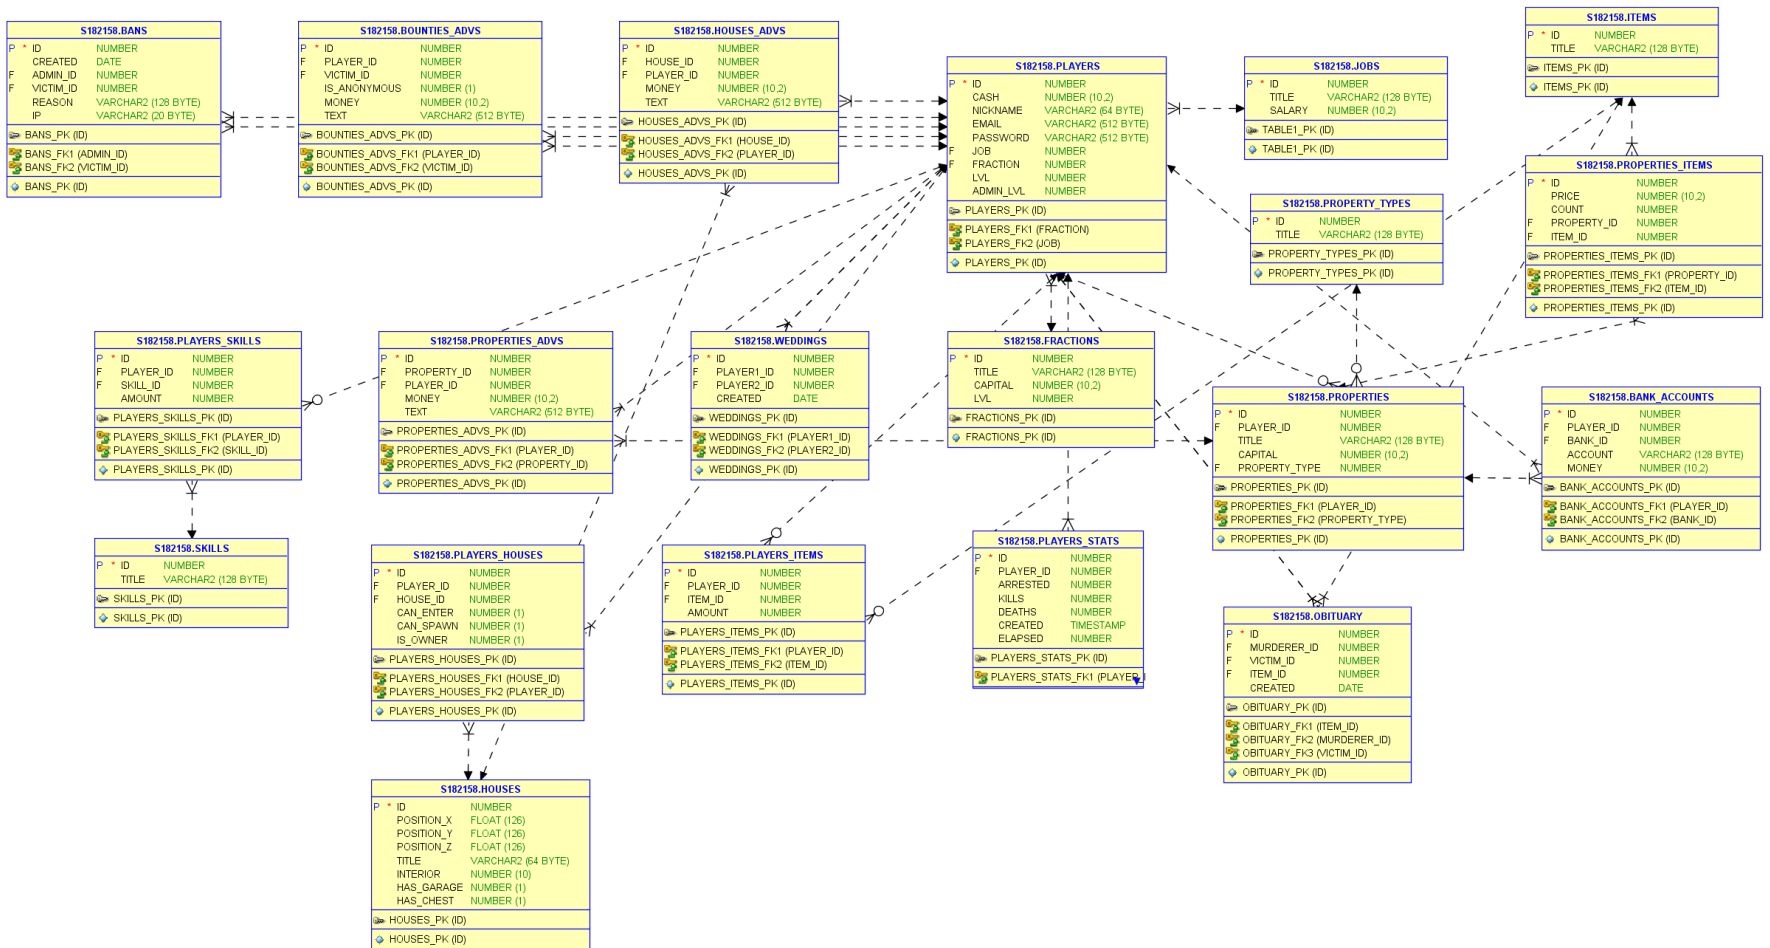 S182158.BANS
P * ID NUMBER
CREATED DATE
F ADMIN_ID NUMBER
F VICTIM_ID NUMBER
REASON VARCHAR2 (128 BYTE)
IP VARCHAR2 (20 BYTE)
BANS_PK (ID)
BANS_FK1 (ADMIN_ID)
BANS_FK2 (VICTIM_ID)
BANS_PK (ID)
S182158.BOUNTIES_ADVS
P * ID NUMBER
F PLAYER_ID NUMBER
F VICTIM_ID NUMBER
IS_ANONYMOUS NUMBER (1)
MONEY NUMBER (10,2)
TEXT VARCHAR2 (512 BYTE)
BOUNTIES_ADVS_PK (ID)
BOUNTIES_ADVS_FK1 (PLAYER_ID)
BOUNTIES_ADVS_FK2 (VICTIM_ID)
BOUNTIES_ADVS_PK (ID)
S182158.HOUSES_ADVS
P * ID NUMBER
F HOUSE_ID NUMBER
F PLAYER_ID NUMBER
MONEY NUMBER (10,2)
TEXT VARCHAR2 (512 BYTE)
HOUSES_ADVS_PK (ID)
HOUSES_ADVS_FK1 (HOUSE_ID)
HOUSES_ADVS_FK2 (PLAYER_ID)
HOUSES_ADVS_PK (ID)
S182158.PLAYERS
P * ID NUMBER
CASH NUMBER (10,2)
NICKNAME VARCHAR2 (64 BYTE)
EMAIL VARCHAR2 (512 BYTE)
PASSWORD VARCHAR2 (512 BYTE)
F JOB NUMBER
F FRACTION NUMBER
LVL NUMBER
ADMIN_LVL NUMBER
PLAYERS_PK (ID)
PLAYERS_FK1 (FRACTION)
PLAYERS_FK2 (JOB)
PLAYERS_PK (ID)
S182158.JOBS
P * ID NUMBER
TITLE VARCHAR2 (128 BYTE)
SALARY NUMBER (10,2)
TABLE1_PK (ID)
TABLE1_PK (ID)
S182158.ITEMS
P * ID NUMBER
TITLE VARCHAR2 (128 BYTE)
ITEMS_PK (ID)
ITEMS_PK (ID)
S182158.PROPERTY_TYPES
P * ID NUMBER
TITLE VARCHAR2 (128 BYTE)
PROPERTY_TYPES_PK (ID)
PROPERTY_TYPES_PK (ID)
S182158.PROPERTIES_ITEMS
P * ID NUMBER
PRICE NUMBER (10,2)
COUNT NUMBER
F PROPERTY_ID NUMBER
F ITEM_ID NUMBER
PROPERTIES_ITEMS_PK (ID)
PROPERTIES_ITEMS_FK1 (PROPERTY_ID)
PROPERTIES_ITEMS_FK2 (ITEM_ID)
PROPERTIES_ITEMS_PK (ID)
S182158.PLAYERS_SKILLS
P * ID NUMBER
F PLAYER_ID NUMBER
F SKILL_ID NUMBER
AMOUNT NUMBER
PLAYERS_SKILLS_PK (ID)
PLAYERS_SKILLS_FK1 (PLAYER_ID)
PLAYERS_SKILLS_FK2 (SKILL_ID)
PLAYERS_SKILLS_PK (ID)
S182158.PROPERTIES_ADVS
P * ID NUMBER
F PROPERTY_ID NUMBER
F PLAYER_ID NUMBER
MONEY NUMBER (10,2)
TEXT VARCHAR2 (512 BYTE)
PROPERTIES_ADVS_PK (ID)
PROPERTIES_ADVS_FK1 (PLAYER_ID)
PROPERTIES_ADVS_FK2 (PROPERTY_ID)
PROPERTIES_ADVS_PK (ID)
S182158.WEDDINGS
P * ID NUMBER
F PLAYER1_ID NUMBER
F PLAYER2_ID NUMBER
CREATED DATE
WEDDINGS_PK (ID)
WEDDINGS_FK1 (PLAYER1_ID)
WEDDINGS_FK2 (PLAYER2_ID)
WEDDINGS_PK (ID)
S182158.FRACTIONS
P * ID NUMBER
TITLE VARCHAR2 (128 BYTE)
CAPITAL NUMBER (10,2)
LVL NUMBER
FRACTIONS_PK (ID)
FRACTIONS_PK (ID)
S182158.PROPERTIES
P * ID NUMBER
F PLAYER_ID NUMBER
TITLE VARCHAR2 (128 BYTE)
CAPITAL NUMBER (10,2)
F PROPERTY_TYPE NUMBER
PROPERTIES_PK (ID)
PROPERTIES_FK1 (PLAYER_ID)
PROPERTIES_FK2 (PROPERTY_TYPE)
PROPERTIES_PK (ID)
S182158.BANK_ACCOUNTS
P * ID NUMBER
F PLAYER_ID NUMBER
F BANK_ID NUMBER
ACCOUNT VARCHAR2 (128 BYTE)
MONEY NUMBER (10,2)
BANK_ACCOUNTS_PK (ID)
BANK_ACCOUNTS_FK1 (PLAYER_ID)
BANK_ACCOUNTS_FK2 (BANK_ID)
BANK_ACCOUNTS_PK (ID)
S182158.SKILLS
P * ID NUMBER
TITLE VARCHAR2 (128 BYTE)
SKILLS_PK (ID)
SKILLS_PK (ID)
S182158.PLAYERS_HOUSES
P * ID NUMBER
F PLAYER_ID NUMBER
F HOUSE_ID NUMBER
CAN_ENTER NUMBER (1)
CAN_SPAWN NUMBER (1)
IS_OWNER NUMBER (1)
PLAYERS_HOUSES_PK (ID)
PLAYERS_HOUSES_FK1 (HOUSE_ID)
PLAYERS_HOUSES_FK2 (PLAYER_ID)
PLAYERS_HOUSES_PK (ID)
S182158.PLAYERS_ITEMS
P * ID NUMBER
F PLAYER_ID NUMBER
F ITEM_ID NUMBER
AMOUNT NUMBER
PLAYERS_ITEMS_PK (ID)
PLAYERS_ITEMS_FK1 (PLAYER_ID)
PLAYERS_ITEMS_FK2 (ITEM_ID)
PLAYERS_ITEMS_PK (ID)
S182158.PLAYERS_STATS
P * ID NUMBER
F PLAYER_ID NUMBER
ARRESTED NUMBER
KILLS NUMBER
DEATHS NUMBER
CREATED TIMESTAMP
ELAPSED NUMBER
PLAYERS_STATS_PK (ID)
PLAYERS_STATS_FK1 (PLAYER_I
S182158.OBITUARY
P * ID NUMBER
F MURDERER_ID NUMBER
F VICTIM_ID NUMBER
F ITEM_ID NUMBER
CREATED DATE
OBITUARY_PK (ID)
OBITUARY_FK1 (ITEM_ID)
OBITUARY_FK2 (MURDERER_ID)
OBITUARY_FK3 (VICTIM_ID)
OBITUARY_PK (ID)
S182158.HOUSES
P * ID NUMBER
POSITION_X FLOAT (126)
POSITION_Y FLOAT (126)
POSITION_Z FLOAT (126)
TITLE VARCHAR2 (64 BYTE)
INTERIOR NUMBER (10)
HAS_GARAGE NUMBER (1)
HAS_CHEST NUMBER (1)
HOUSES_PK (ID)
HOUSES_PK (ID)